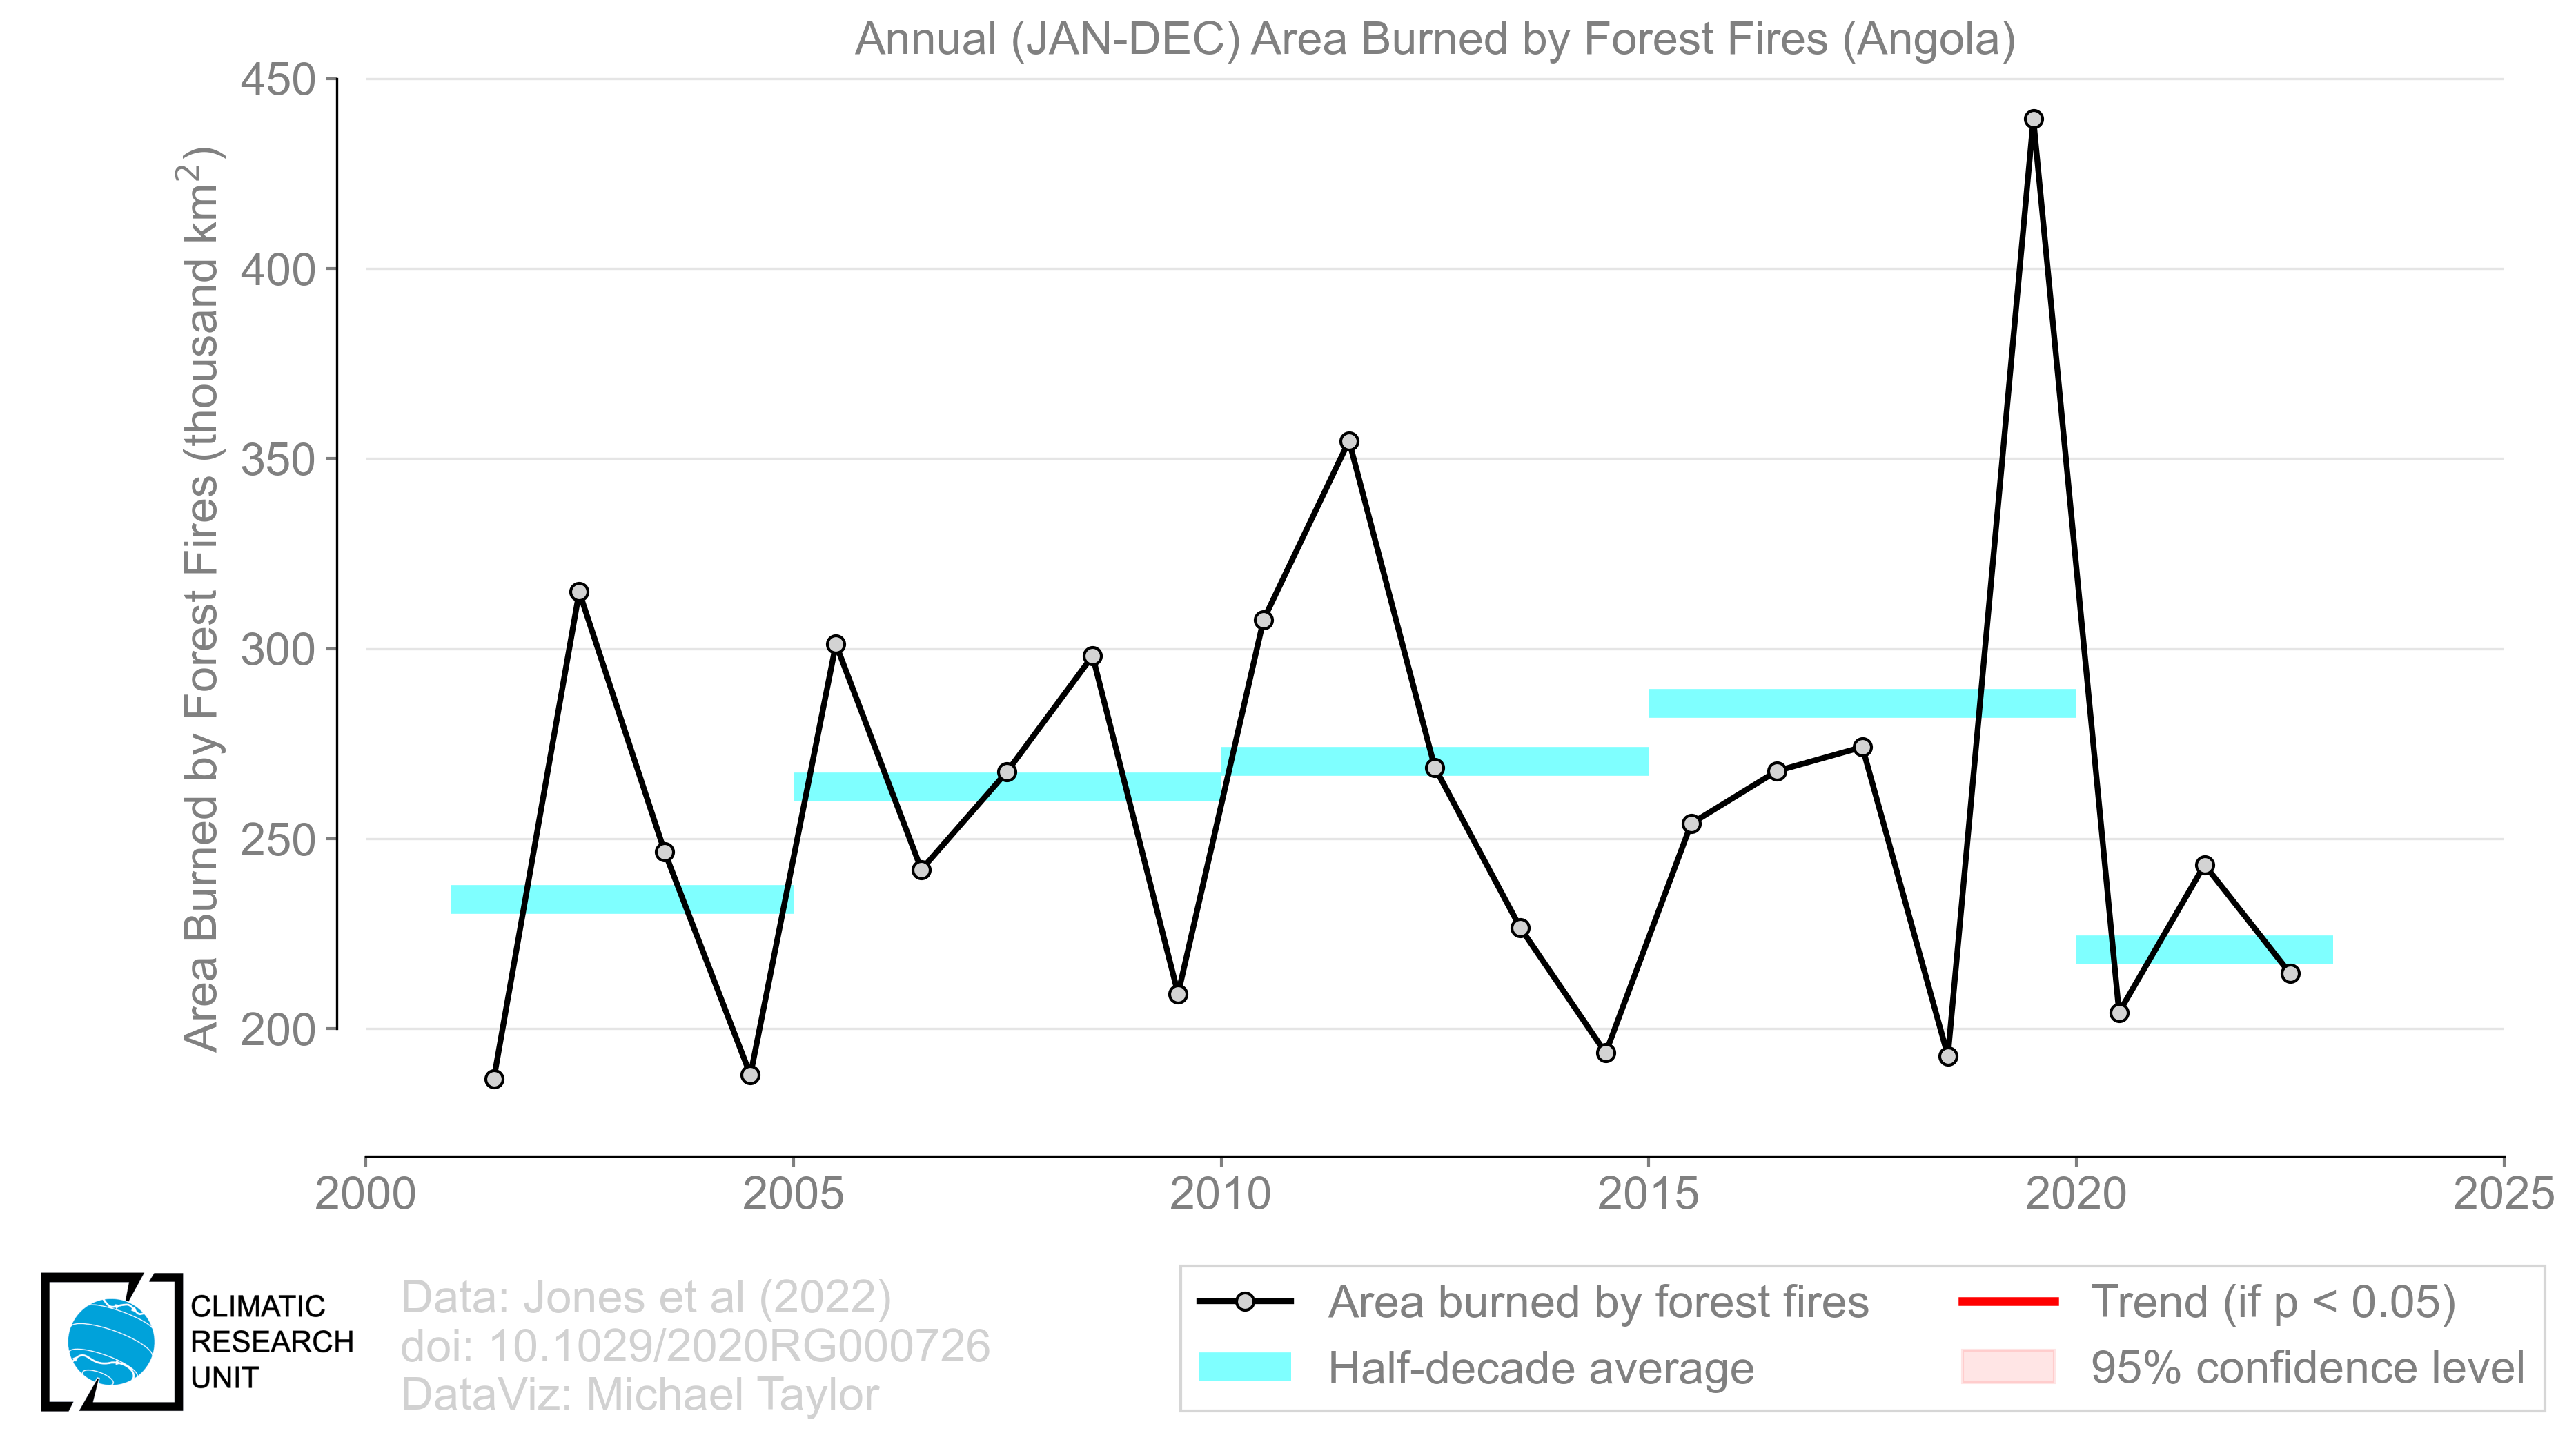 Annual (JAN-DEC) Area Burned by Forest Fires (Angola)
Area Burned by Forest Fires (thousand km²)
450
400
350
300
250
200
2000 2005 2010 2015 2020 2025
CLIMATIC
RESEARCH
UNIT
Data: Jones et al (2022)
doi: 10.1029/2020RG000726
DataViz: Michael Taylor
Area burned by forest fires
Half-decade average
Trend (if p < 0.05)
95% confidence level